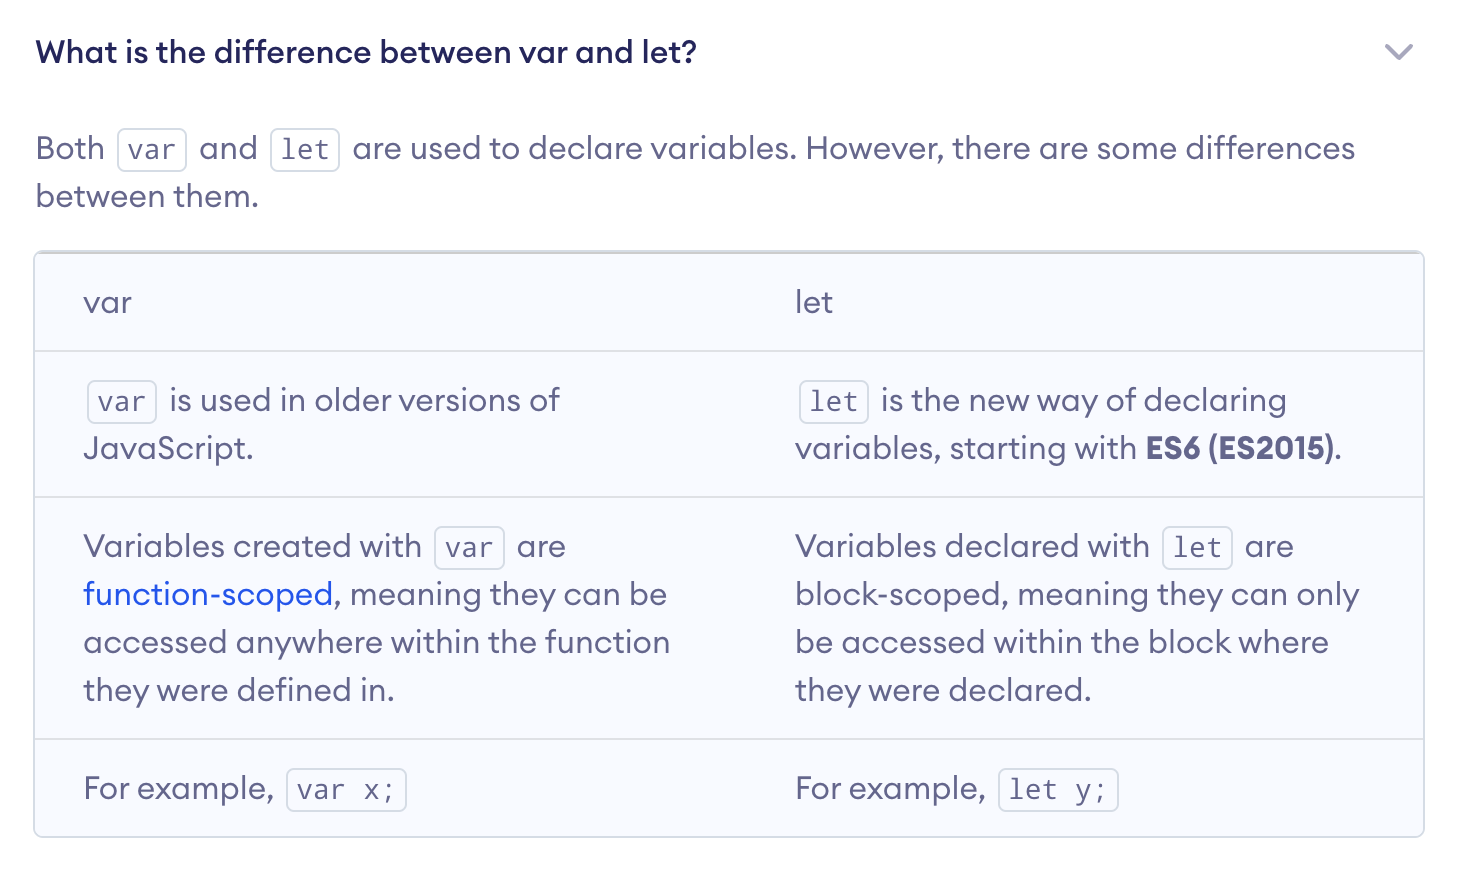 What is the difference between var and let?
Both var and let are used to declare variables. However, there are some differences
between them.
var
let
var is used in older versions of
JavaScript.
let is the new way of declaring
variables, starting with ES6 (ES2015).
Variables created with var are
function-scoped, meaning they can be
accessed anywhere within the function
they were defined in.
Variables declared with let are
block-scoped, meaning they can only
be accessed within the block where
they were declared.
For example, var x;
For example, let y;